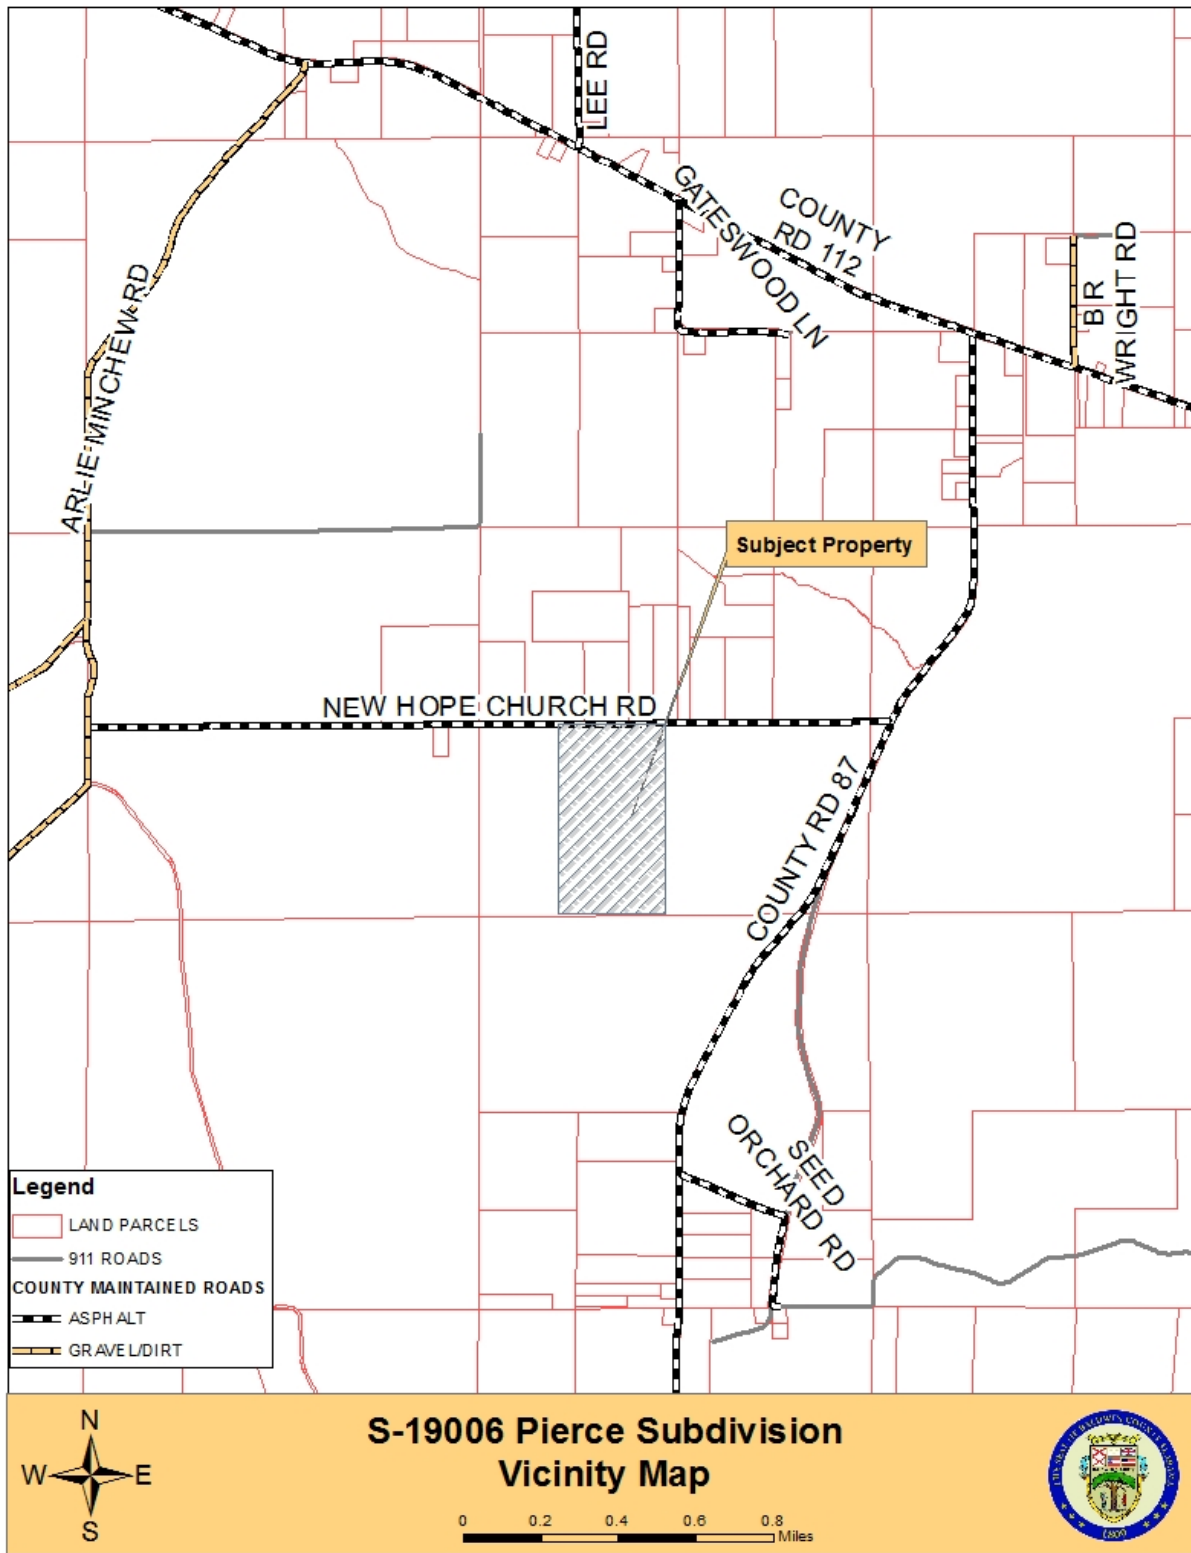 LEE RD
GATESWOOD LN
COUNTY
RD 112
B R
WRIGHT RD
ARLIE MINCHEW RD
Subject Property
NEW HOPE CHURCH RD
COUNTY RD 87
SEED
ORCHARD RD
Legend
LAND PARCELS
911 ROADS
COUNTY MAINTAINED ROADS
ASPHALT
GRAVEL/DIRT
N
W E
S
S-19006 Pierce Subdivision
Vicinity Map
0 0.2 0.4 0.6 0.8
Miles
1809